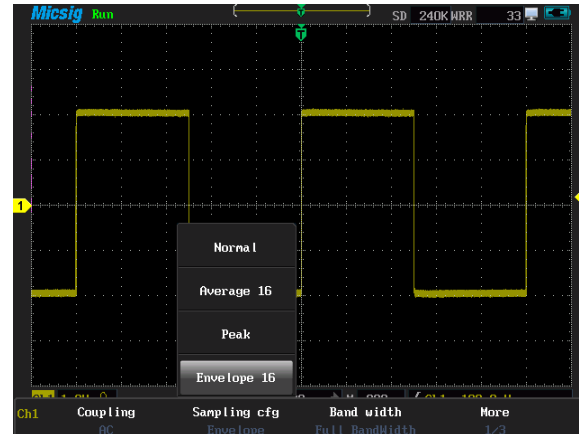 Micsig Run SD 240K WRR 33
T
1
Normal
Average 16
Peak
Envelope 16
Ch1 Coupling Sampling cfg Band width More
AC Envelope Full BandWidth 1/3